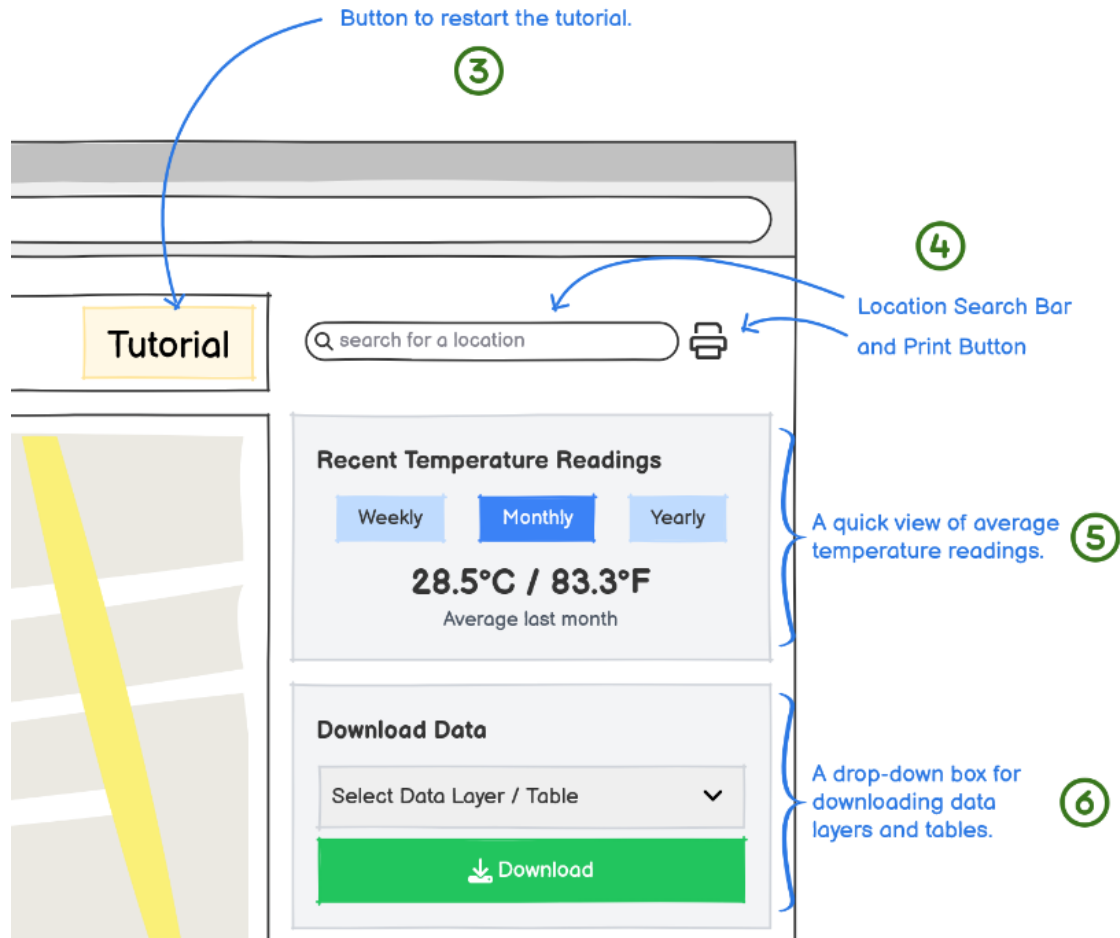 Button to restart the tutorial.
3
4
Location Search Bar
and Print Button
Tutorial
search for a location
Recent Temperature Readings
Weekly
Monthly
Yearly
28.5°C / 83.3°F
Average last month
A quick view of average
temperature readings.
5
Download Data
Select Data Layer / Table
Download
A drop-down box for
downloading data
layers and tables.
6